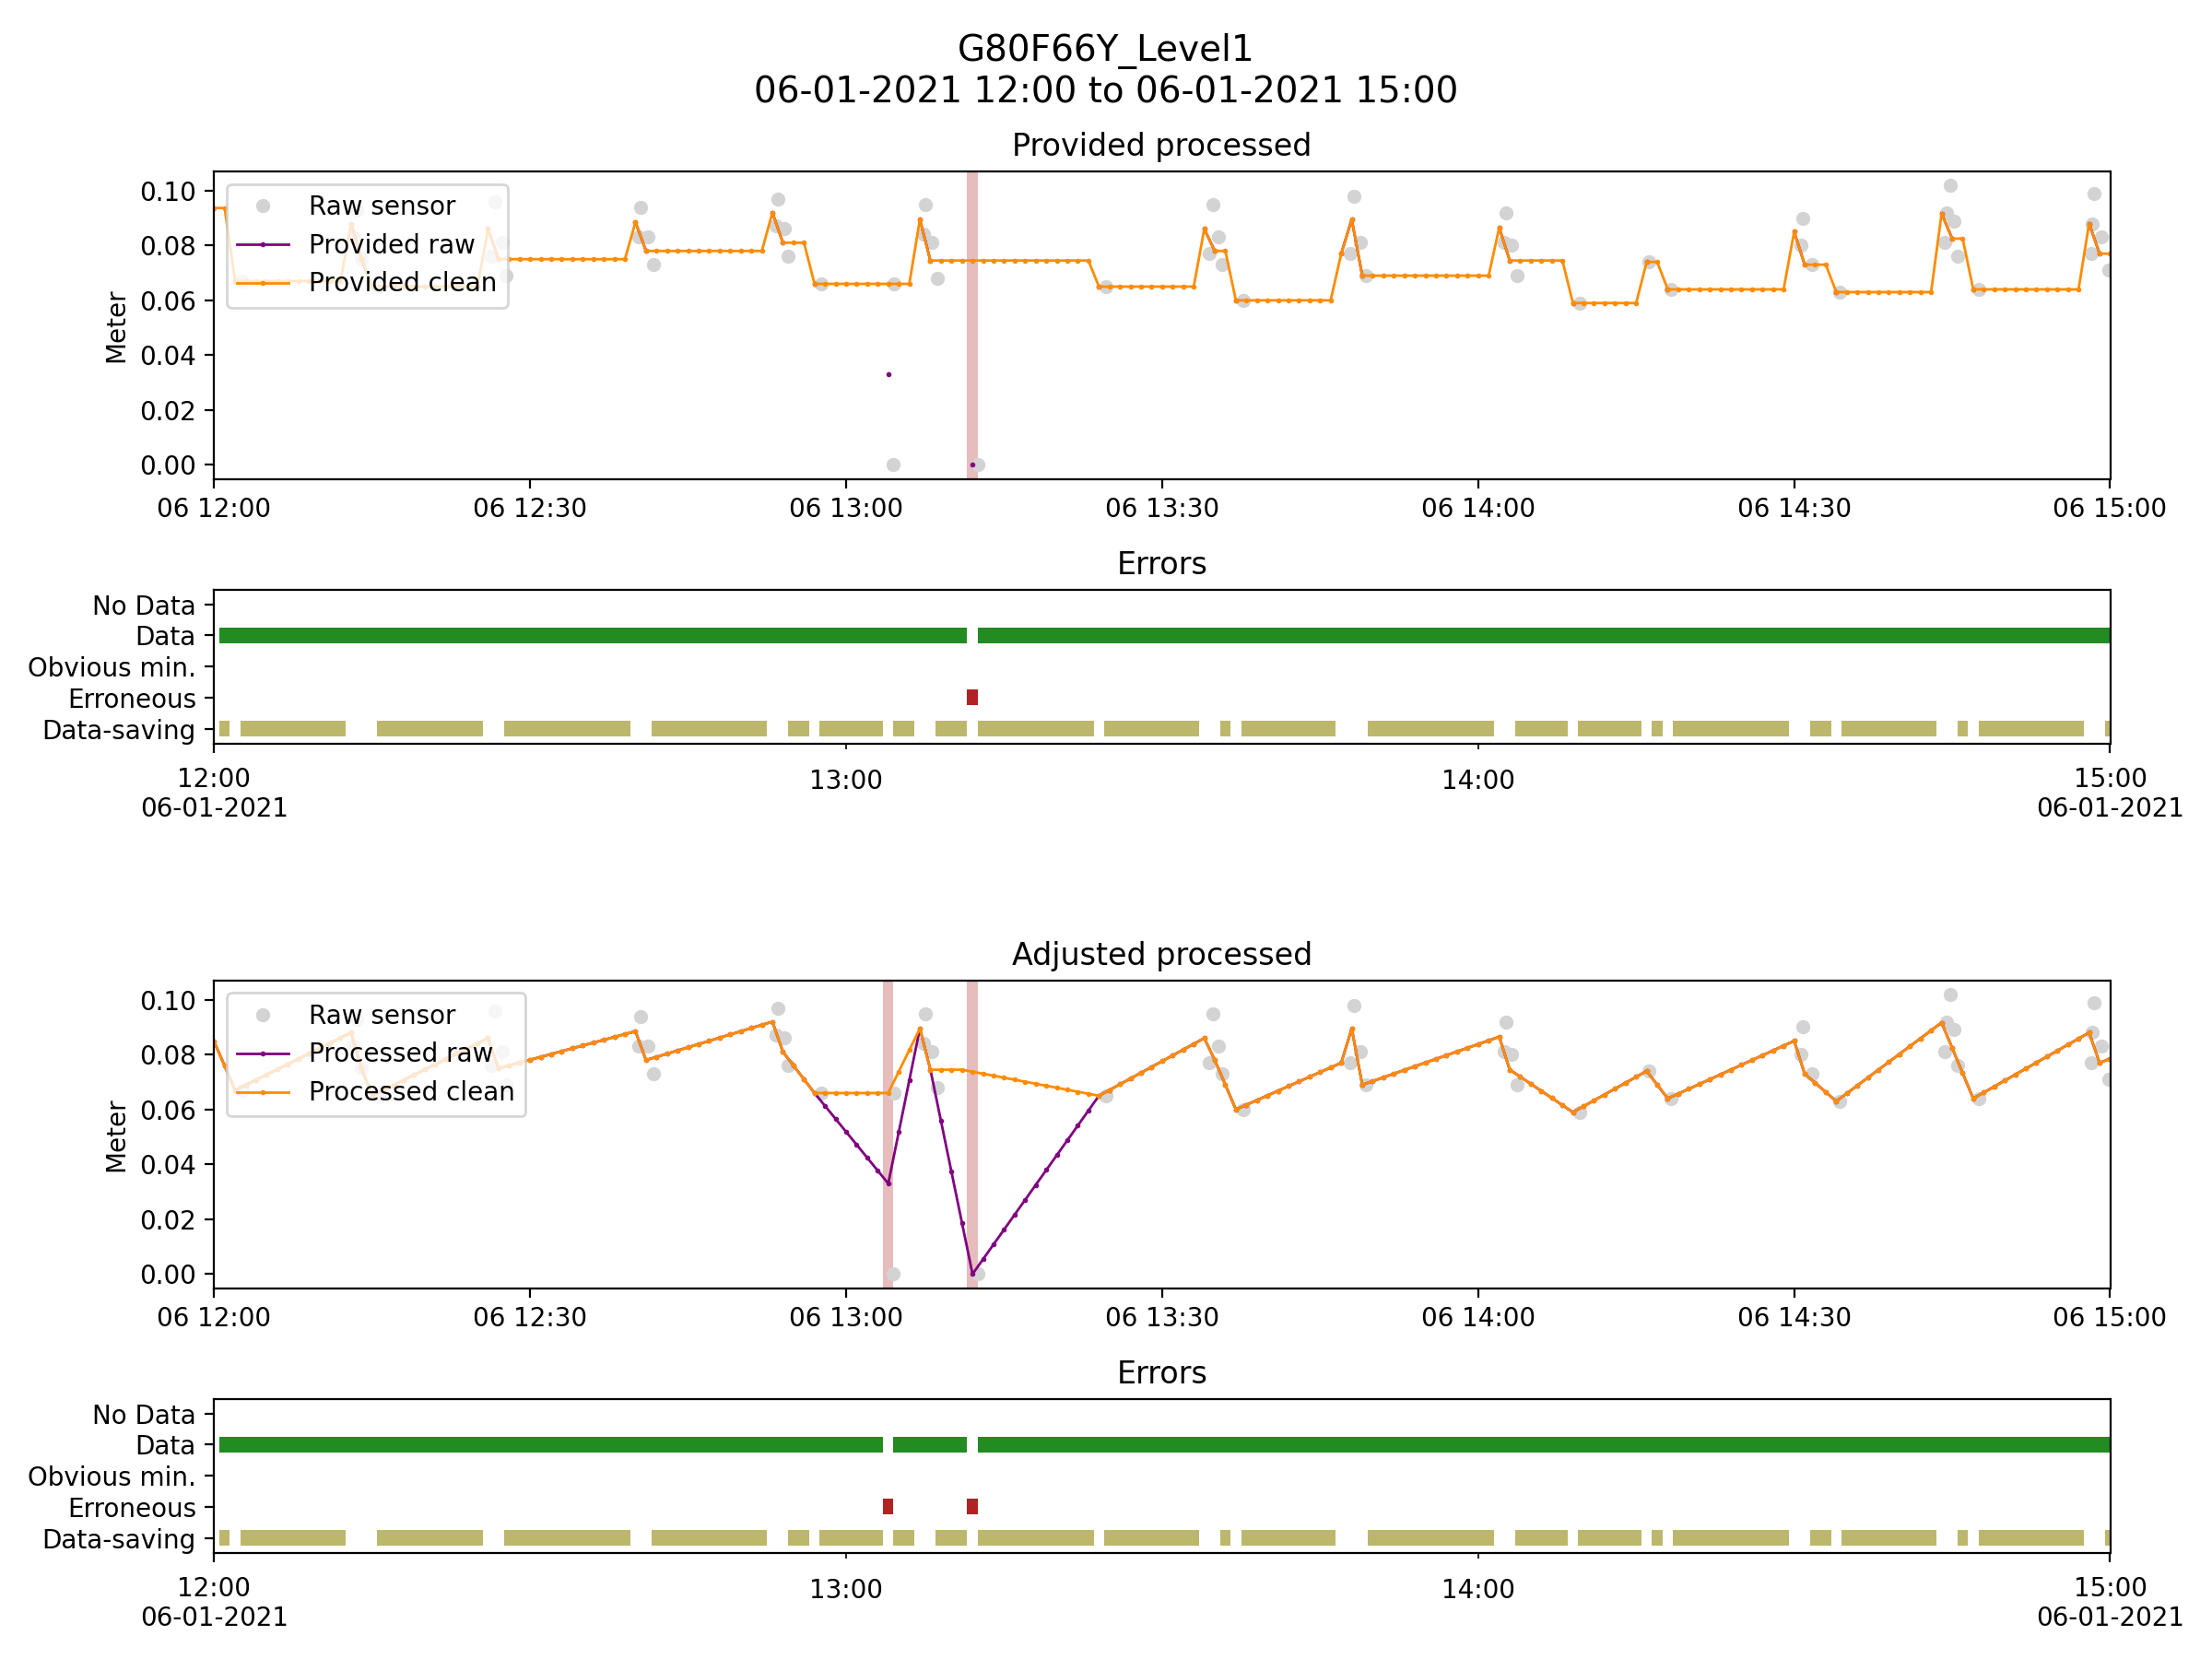 G80F66Y_Level1
06-01-2021 12:00 to 06-01-2021 15:00
Provided processed
Meter
0.10
0.08
0.06
0.04
0.02
0.00
Raw sensor
Provided raw
Provided clean
06 12:00 06 12:30 06 13:00 06 13:30 06 14:00 06 14:30 06 15:00
Errors
No Data
Data
Obvious min.
Erroneous
Data-saving
12:00 13:00 14:00 15:00
06-01-2021 06-01-2021
Adjusted processed
Meter
0.10
0.08
0.06
0.04
0.02
0.00
Raw sensor
Processed raw
Processed clean
06 12:00 06 12:30 06 13:00 06 13:30 06 14:00 06 14:30 06 15:00
Errors
No Data
Data
Obvious min.
Erroneous
Data-saving
12:00 13:00 14:00 15:00
06-01-2021 06-01-2021